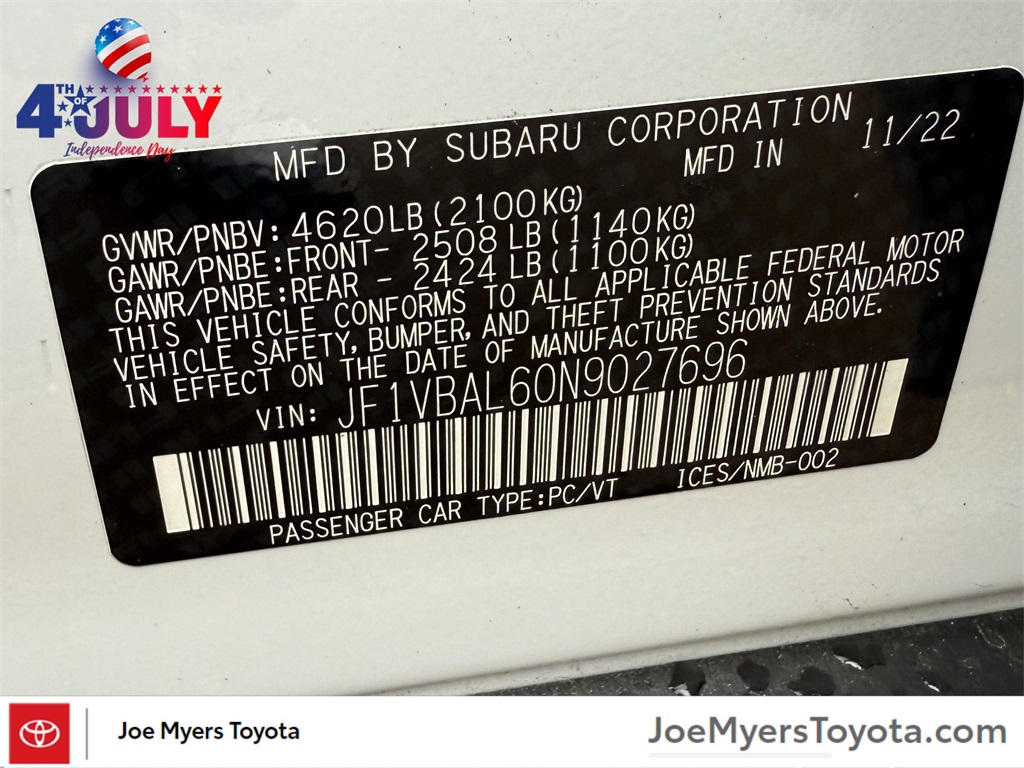 4TH OF JULY
Independence Day
MFD BY SUBARU CORPORATION
MFD IN 11/22
GVWR/PNBV: 4620LB (2100KG)
GAWR/PNBE:FRONT- 2508 LB (1140KG)
GAWR/PNBE:REAR - 2424 LB (1100KG)
THIS VEHICLE CONFORMS TO ALL APPLICABLE FEDERAL MOTOR
VEHICLE SAFETY, BUMPER, AND THEFT PREVENTION STANDARDS
IN EFFECT ON THE DATE OF MANUFACTURE SHOWN ABOVE.
VIN: JF1VBAL60N9027696
PASSENGER CAR TYPE:PC/VT ICES/NMB-002
Joe Myers Toyota JoeMyersToyota.com